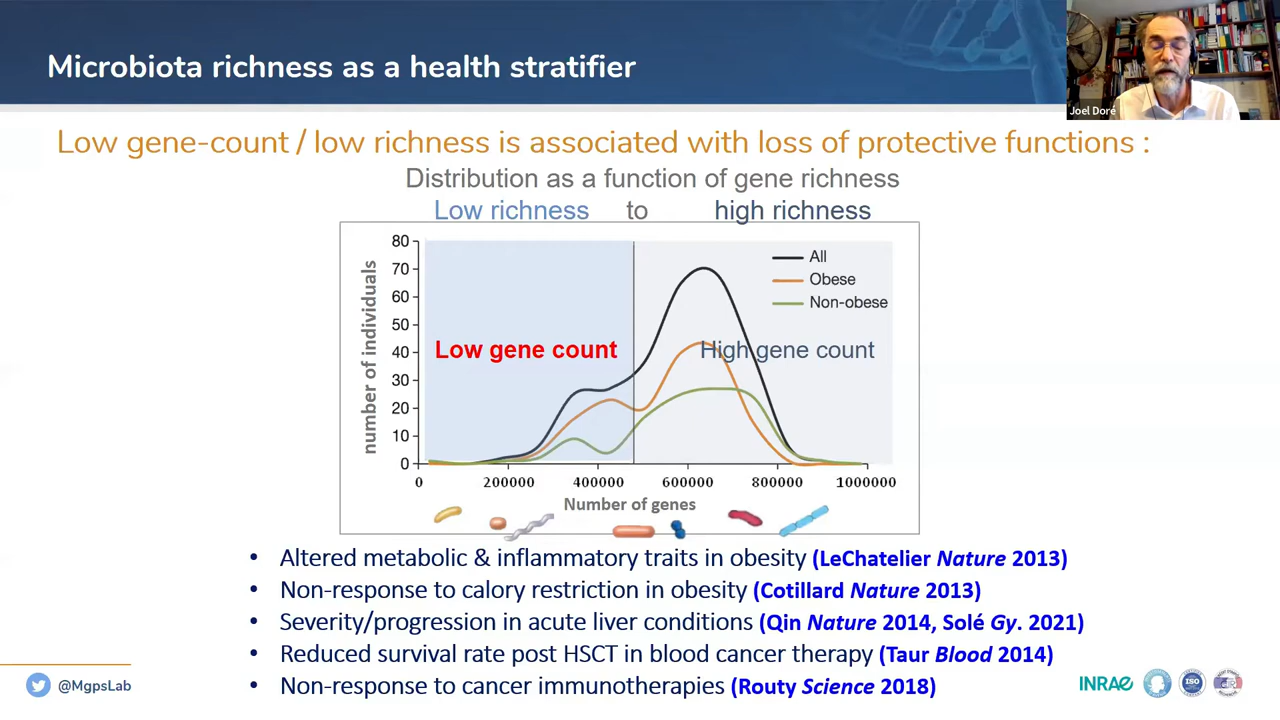 Microbiota richness as a health stratifier
Joel Doré
Low gene-count / low richness is associated with loss of protective functions :
Distribution as a function of gene richness
Low richness to high richness
80
70
60
50
40
30
20
10
0
number of individuals
All
Obese
Non-obese
Low gene count
High gene count
0 200000 400000 600000 800000 1000000
Number of genes
• Altered metabolic & inflammatory traits in obesity (LeChatelier Nature 2013)
• Non-response to calory restriction in obesity (Cotillard Nature 2013)
• Severity/progression in acute liver conditions (Qin Nature 2014, Solé Gy. 2021)
• Reduced survival rate post HSCT in blood cancer therapy (Taur Blood 2014)
• Non-response to cancer immunotherapies (Routy Science 2018)
@MgpsLab
INRAE
ISO